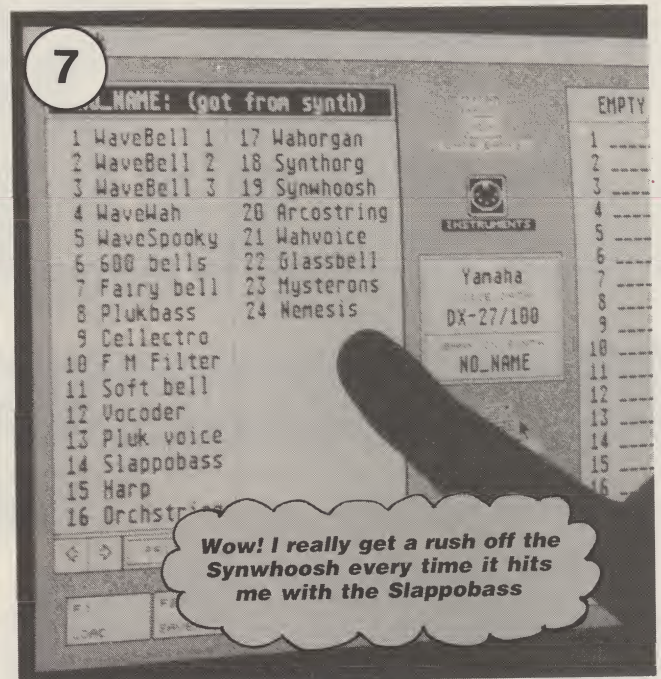 7
NO_NAME: (got from synth)
1 WaveBell 1
2 WaveBell 2
3 WaveBell 3
4 WaveWah
5 WaveSpooky
6 600 bells
7 Fairy bell
8 Plukbass
9 Cellectro
10 F M Filter
11 Soft bell
12 Vocoder
13 Pluk voice
14 Slappobass
15 Harp
16 Orchstring
17 Wahorgan
18 Synthorg
19 Synwhoosh
20 Arcostring
21 Wahvoice
22 Glassbell
23 Mysterons
24 Nemesis
INSTRUMENTS
Yamaha
DX-27/100
NO_NAME
EMPTY
1
2
3
4
5
6
7
8
9
10
11
12
13
14
15
16
F1
LOAD
SAVE
Wow! I really get a rush off the
Synwhoosh every time it hits
me with the Slappobass